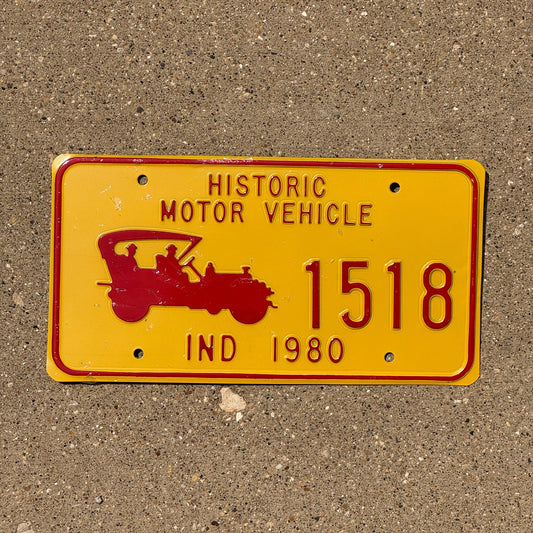 HISTORIC
MOTOR VEHICLE
1518
IND 1980